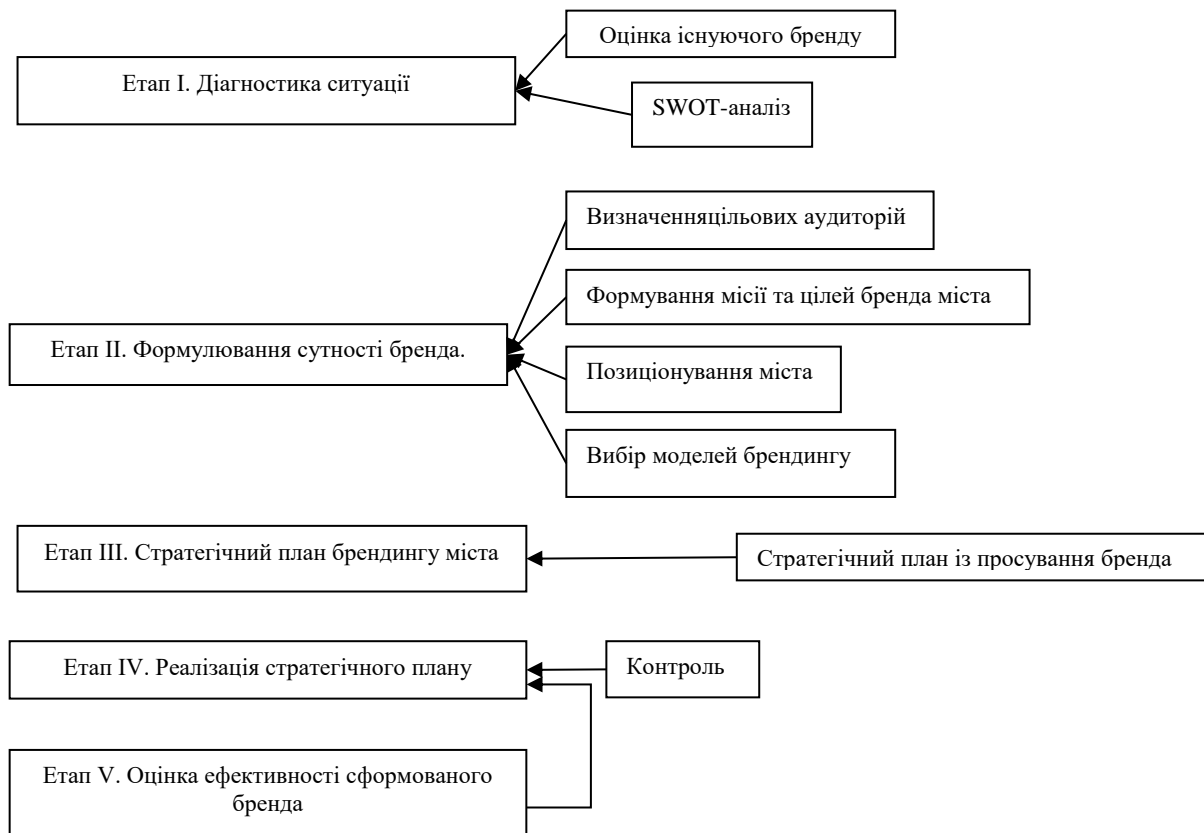 Оцінка існуючого бренду
Етап I. Діагностика ситуації
SWOT-аналіз
Визначенняцільових аудиторій
Формування місії та цілей бренда міста
Етап II. Формулювання сутності бренда.
Позиціонування міста
Вибір моделей брендингу
Етап III. Стратегічний план брендингу міста
Стратегічний план із просування бренда
Етап IV. Реалізація стратегічного плану
Контроль
Етап V. Оцінка ефективності сформованого
бренда